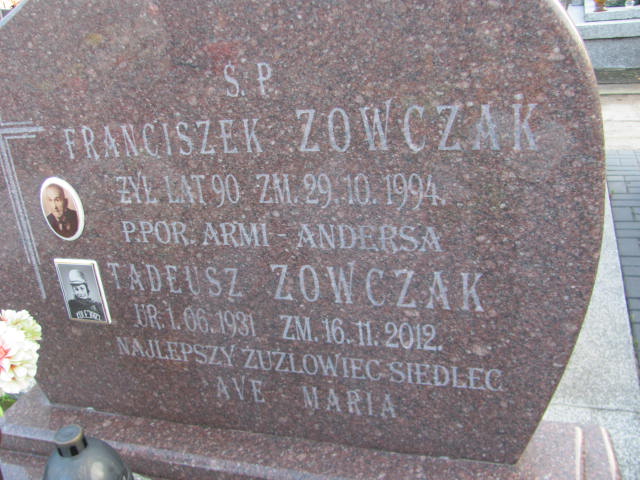 Ś. P.
FRANCISZEK ZOWCZAK
ŻYŁ LAT 90 ZM. 29.10.1994.
P.POR. ARMI - ANDERSA
TADEUSZ ZOWCZAK
UR. 1.06.1931 ZM. 16.11.2012.
NAJLEPSZY ŻUŻLOWIEC SIEDLEC
AVE MARIA